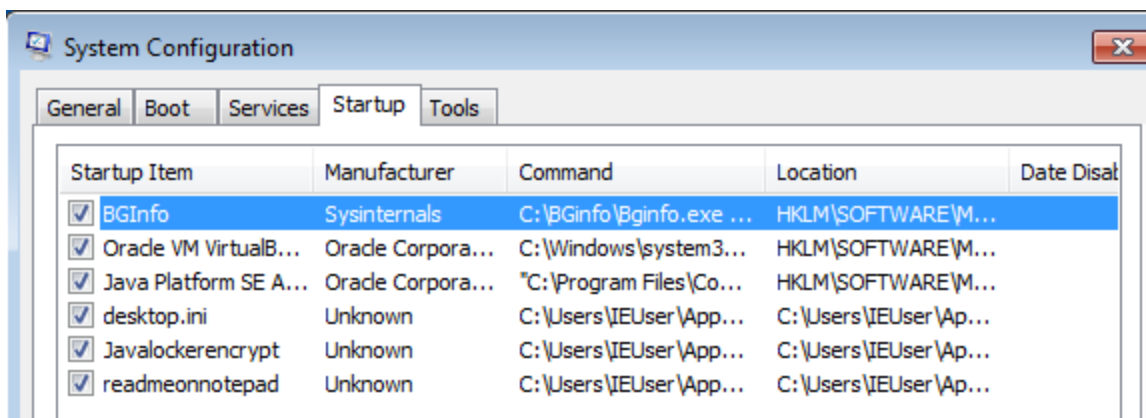 System Configuration
General Boot Services Startup Tools
Startup Item Manufacturer Command Location Date Disab
BGInfo Sysinternals C:\BGinfo\Bginfo.exe ... HKLM\SOFTWARE\M...
Oracle VM VirtualB... Oracle Corpora... C:\Windows\system3... HKLM\SOFTWARE\M...
Java Platform SE A... Oracle Corpora... "C:\Program Files\Co... HKLM\SOFTWARE\M...
desktop.ini Unknown C:\Users\IEUser\App... C:\Users\IEUser\Ap...
Javalockerencrypt Unknown C:\Users\IEUser\App... C:\Users\IEUser\Ap...
readmeonnotepad Unknown C:\Users\IEUser\App... C:\Users\IEUser\Ap...